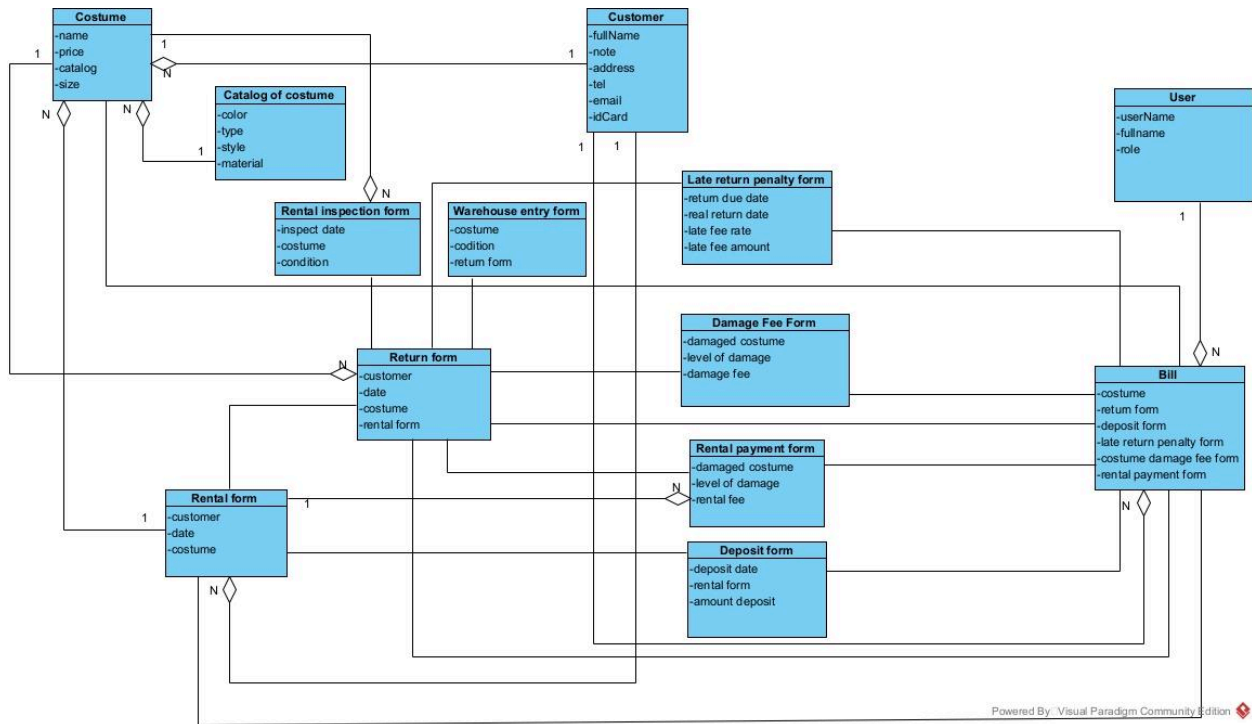 Costume
-name
-price
-catalog
-size
Customer
-fullName
-note
-address
-tel
-email
-idCard
1
1
N
1
1
N
N
1
Catalog of costume
-color
-type
-style
-material
User
-userName
-fullname
-role
1
1
1
N
Rental inspection form
-inspect date
-costume
-condition
Warehouse entry form
-costume
-codition
-return form
Late return penalty form
-return due date
-real return date
-late fee rate
-late fee amount
Damage Fee Form
-damaged costume
-level of damage
-damage fee
N
Return form
-customer
-date
-costume
-rental form
N
Bill
-costume
-return form
-deposit form
-late return penalty form
-costume damage fee form
-rental payment form
N
Rental payment form
-damaged costume
-level of damage
-rental fee
N
1
1
Rental form
-customer
-date
-costume
N
Deposit form
-deposit date
-rental form
-amount deposit
Powered By Visual Paradigm Community Edition